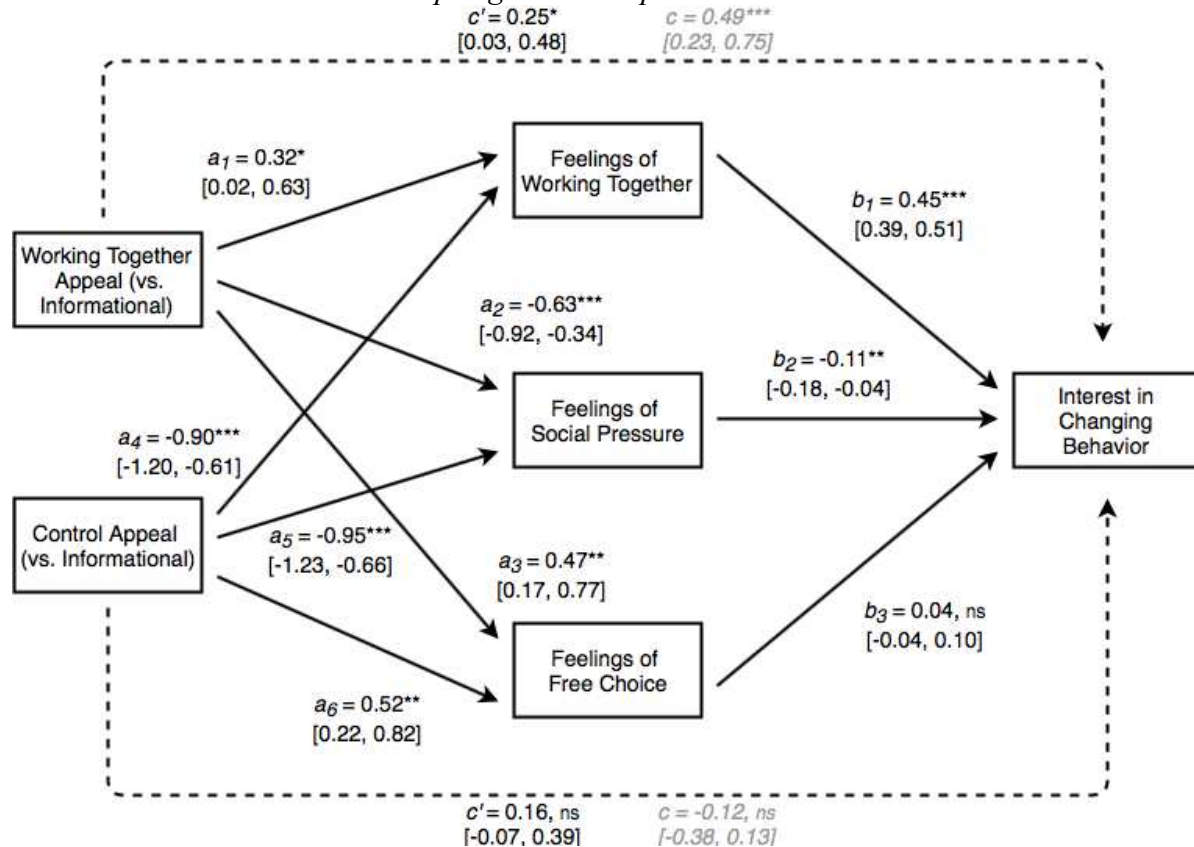 c' = 0.25*
[0.03, 0.48]
c = 0.49***
[0.23, 0.75]
a1 = 0.32*
[0.02, 0.63]
Feelings of
Working Together
b1 = 0.45***
[0.39, 0.51]
Working Together
Appeal (vs.
Informational)
a2 = -0.63***
[-0.92, -0.34]
b2 = -0.11**
[-0.18, -0.04]
Feelings of
Social Pressure
Interest in
Changing
Behavior
a4 = -0.90***
[-1.20, -0.61]
Control Appeal
(vs. Informational)
a5 = -0.95***
[-1.23, -0.66]
a3 = 0.47**
[0.17, 0.77]
b3 = 0.04, ns
[-0.04, 0.10]
Feelings of
Free Choice
a6 = 0.52**
[0.22, 0.82]
c' = 0.16, ns
[-0.07, 0.39]
c = -0.12, ns
[-0.38, 0.13]